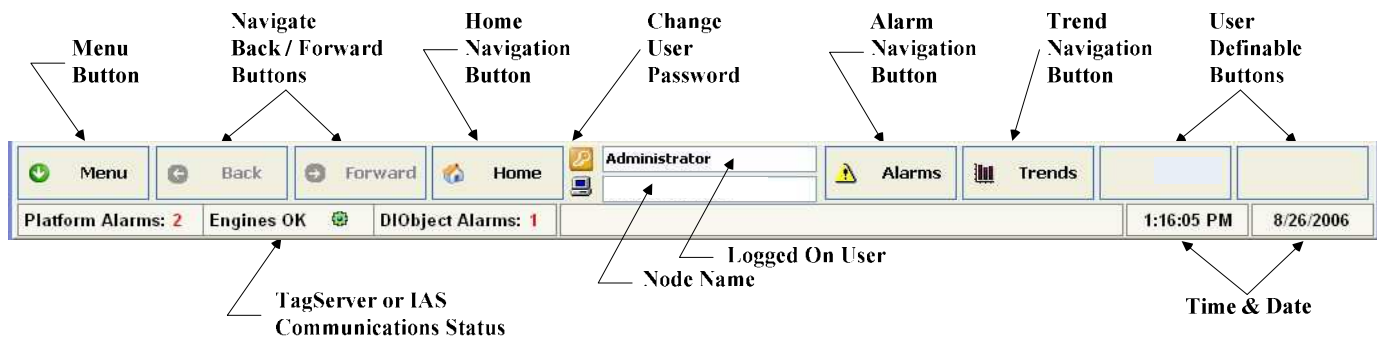 Menu
Button
Navigate
Back / Forward
Buttons
Home
Navigation
Button
Change
User
Password
Alarm
Navigation
Button
Trend
Navigation
Button
User
Definable
Buttons
Menu
Back
Forward
Home
Administrator
Alarms
Trends
Platform Alarms: 2
Engines OK
DIObject Alarms: 1
1:16:05 PM
8/26/2006
Logged On User
Node Name
TagServer or IAS
Communications Status
Time & Date